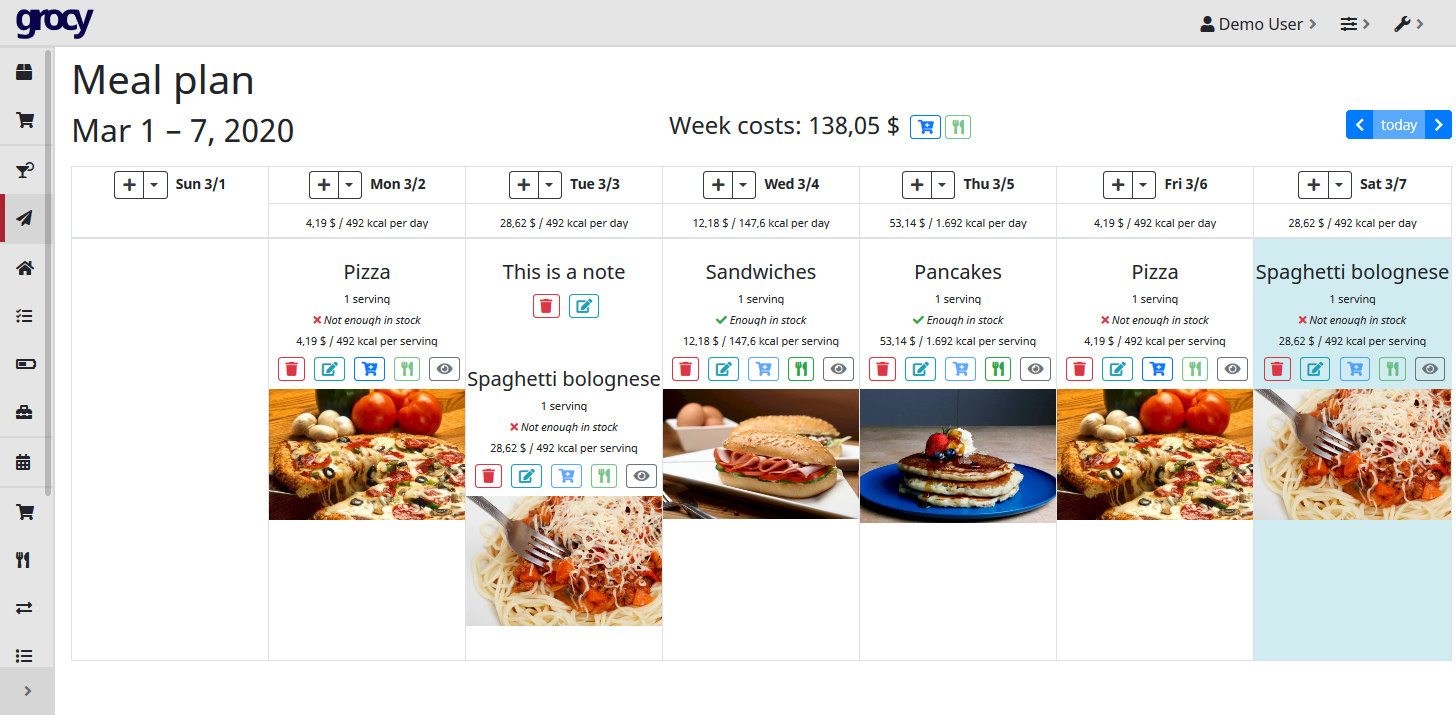 grocy
Demo User
Meal plan
Mar 1 – 7, 2020
Week costs: 138,05 $
today
Sun 3/1
Mon 3/2
Tue 3/3
Wed 3/4
Thu 3/5
Fri 3/6
Sat 3/7
4,19 $ / 492 kcal per day
28,62 $ / 492 kcal per day
12,18 $ / 147,6 kcal per day
53,14 $ / 1.692 kcal per day
4,19 $ / 492 kcal per day
28,62 $ / 492 kcal per day
Pizza
1 serving
Not enough in stock
4,19 $ / 492 kcal per serving
This is a note
Spaghetti bolognese
1 serving
Not enough in stock
28,62 $ / 492 kcal per serving
Sandwiches
1 serving
Enough in stock
12,18 $ / 147,6 kcal per serving
Pancakes
1 serving
Enough in stock
53,14 $ / 1.692 kcal per serving
Pizza
1 serving
Not enough in stock
4,19 $ / 492 kcal per serving
Spaghetti bolognese
1 serving
Not enough in stock
28,62 $ / 492 kcal per serving